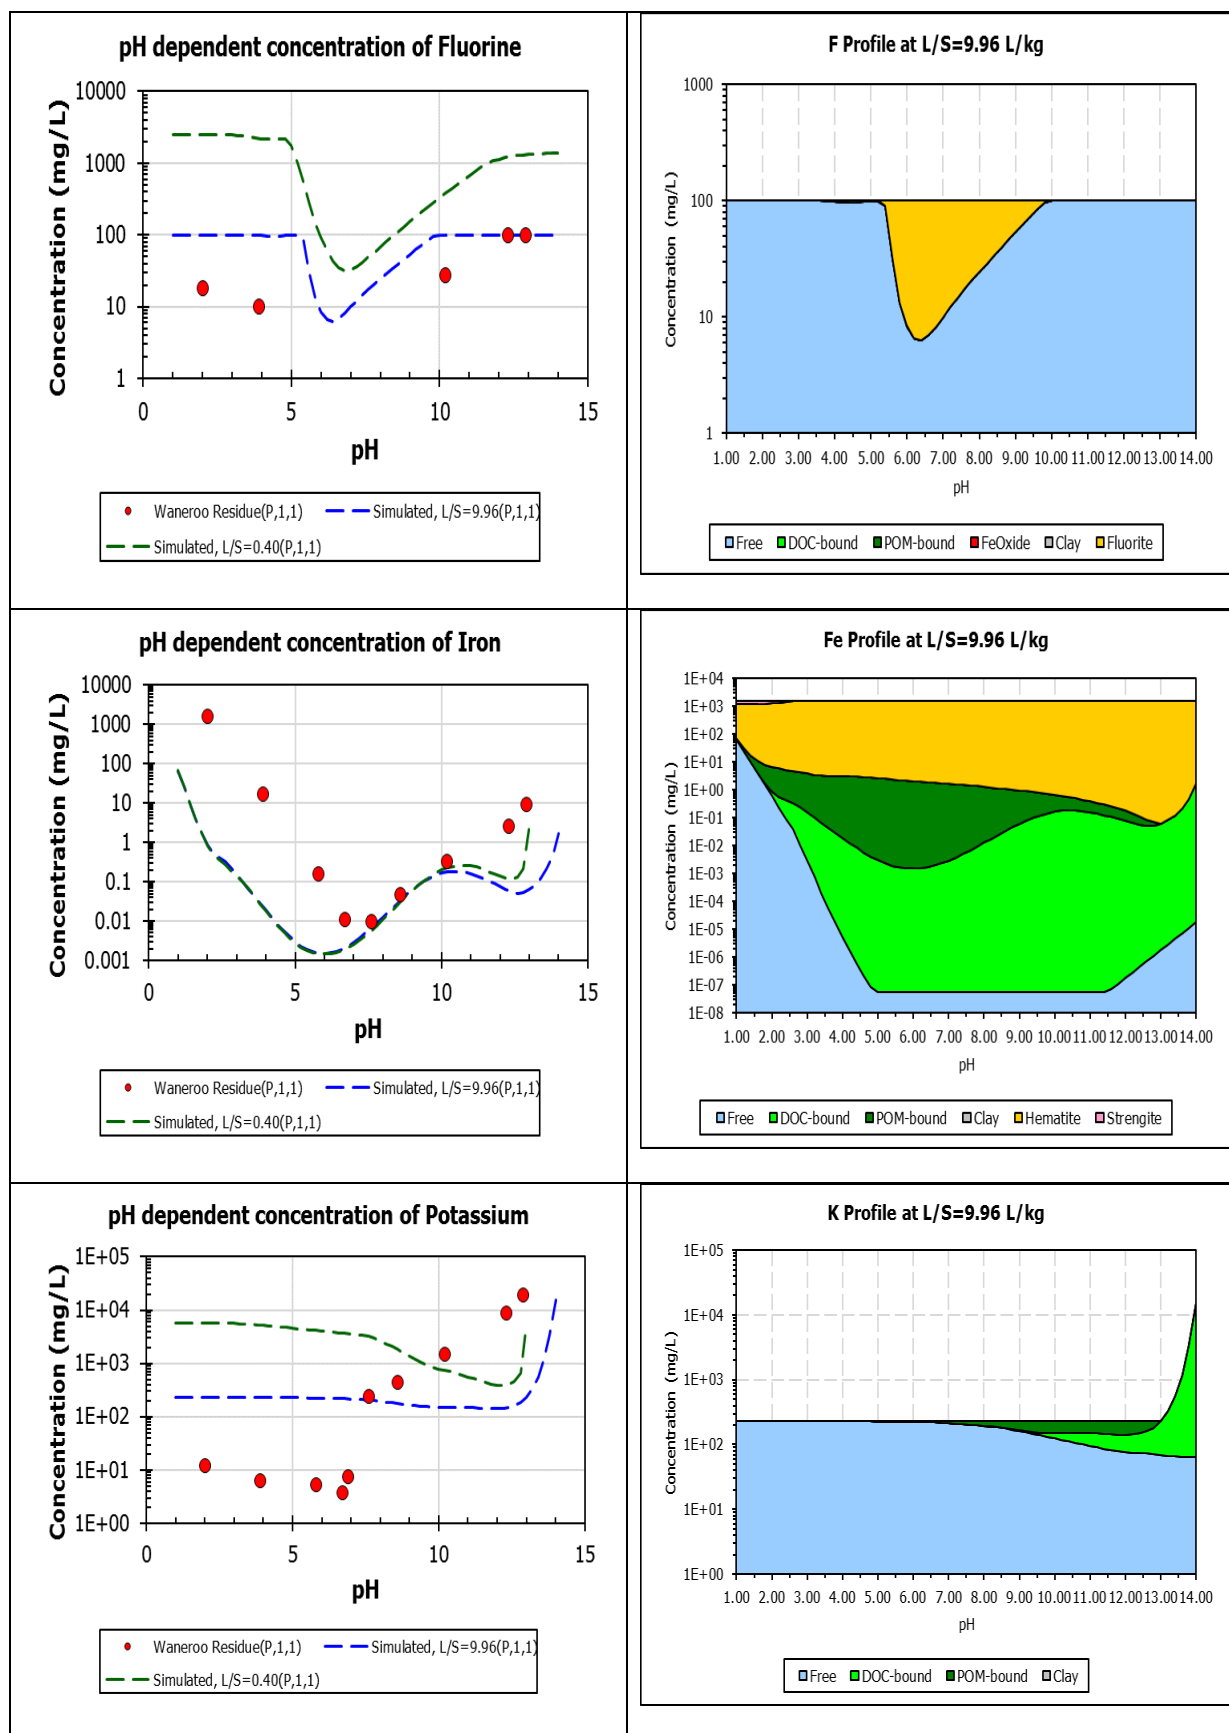 pH dependent concentration of Fluorine
Concentration (mg/L)
10000
1000
100
10
1
0 5 10 15
pH
Waneroo Residue(P,1,1) Simulated, L/S=9.96(P,1,1)
Simulated, L/S=0.40(P,1,1)
F Profile at L/S=9.96 L/kg
Concentration (mg/L)
1000
100
10
1
1.00 2.00 3.00 4.00 5.00 6.00 7.00 8.00 9.00 10.00 11.00 12.00 13.00 14.00
pH
Free DOC-bound POM-bound FeOxide Clay Fluorite
pH dependent concentration of Iron
Concentration (mg/L)
10000
1000
100
10
1
0.1
0.01
0.001
0 5 10 15
pH
Waneroo Residue(P,1,1) Simulated, L/S=9.96(P,1,1)
Simulated, L/S=0.40(P,1,1)
Fe Profile at L/S=9.96 L/kg
Concentration (mg/L)
1E+04
1E+03
1E+02
1E+01
1E+00
1E-01
1E-02
1E-03
1E-04
1E-05
1E-06
1E-07
1E-08
1.00 2.00 3.00 4.00 5.00 6.00 7.00 8.00 9.00 10.00 11.00 12.00 13.00 14.00
pH
Free DOC-bound POM-bound Clay Hematite Strengite
pH dependent concentration of Potassium
Concentration (mg/L)
1E+05
1E+04
1E+03
1E+02
1E+01
1E+00
0 5 10 15
pH
Waneroo Residue(P,1,1) Simulated, L/S=9.96(P,1,1)
Simulated, L/S=0.40(P,1,1)
K Profile at L/S=9.96 L/kg
Concentration (mg/L)
1E+05
1E+04
1E+03
1E+02
1E+01
1E+00
1.00 2.00 3.00 4.00 5.00 6.00 7.00 8.00 9.00 10.00 11.00 12.00 13.00 14.00
pH
Free DOC-bound POM-bound Clay